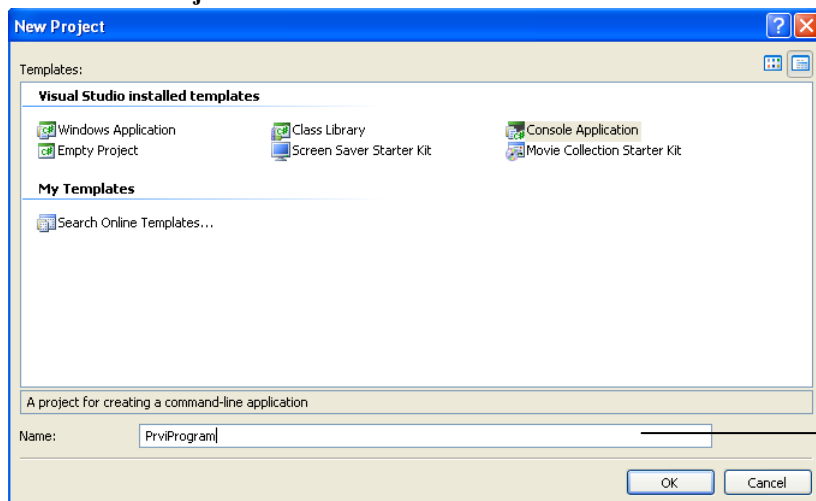 New Project
Templates:
Visual Studio installed templates
Windows Application
Class Library
Console Application
Empty Project
Screen Saver Starter Kit
Movie Collection Starter Kit
My Templates
Search Online Templates...
A project for creating a command-line application
Name:
PrviProgram
OK
Cancel